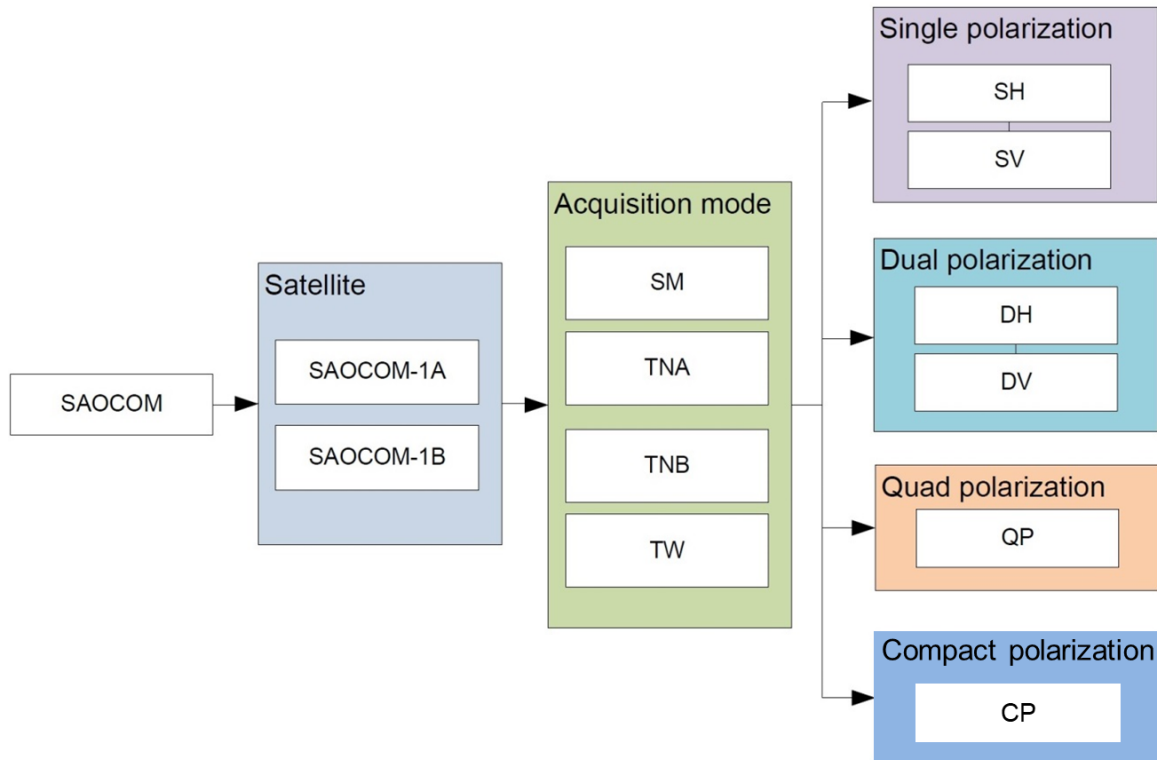 SAOCOM
Satellite
SAOCOM-1A
SAOCOM-1B
Acquisition mode
SM
TNA
TNB
TW
Single polarization
SH
SV
Dual polarization
DH
DV
Quad polarization
QP
Compact polarization
CP